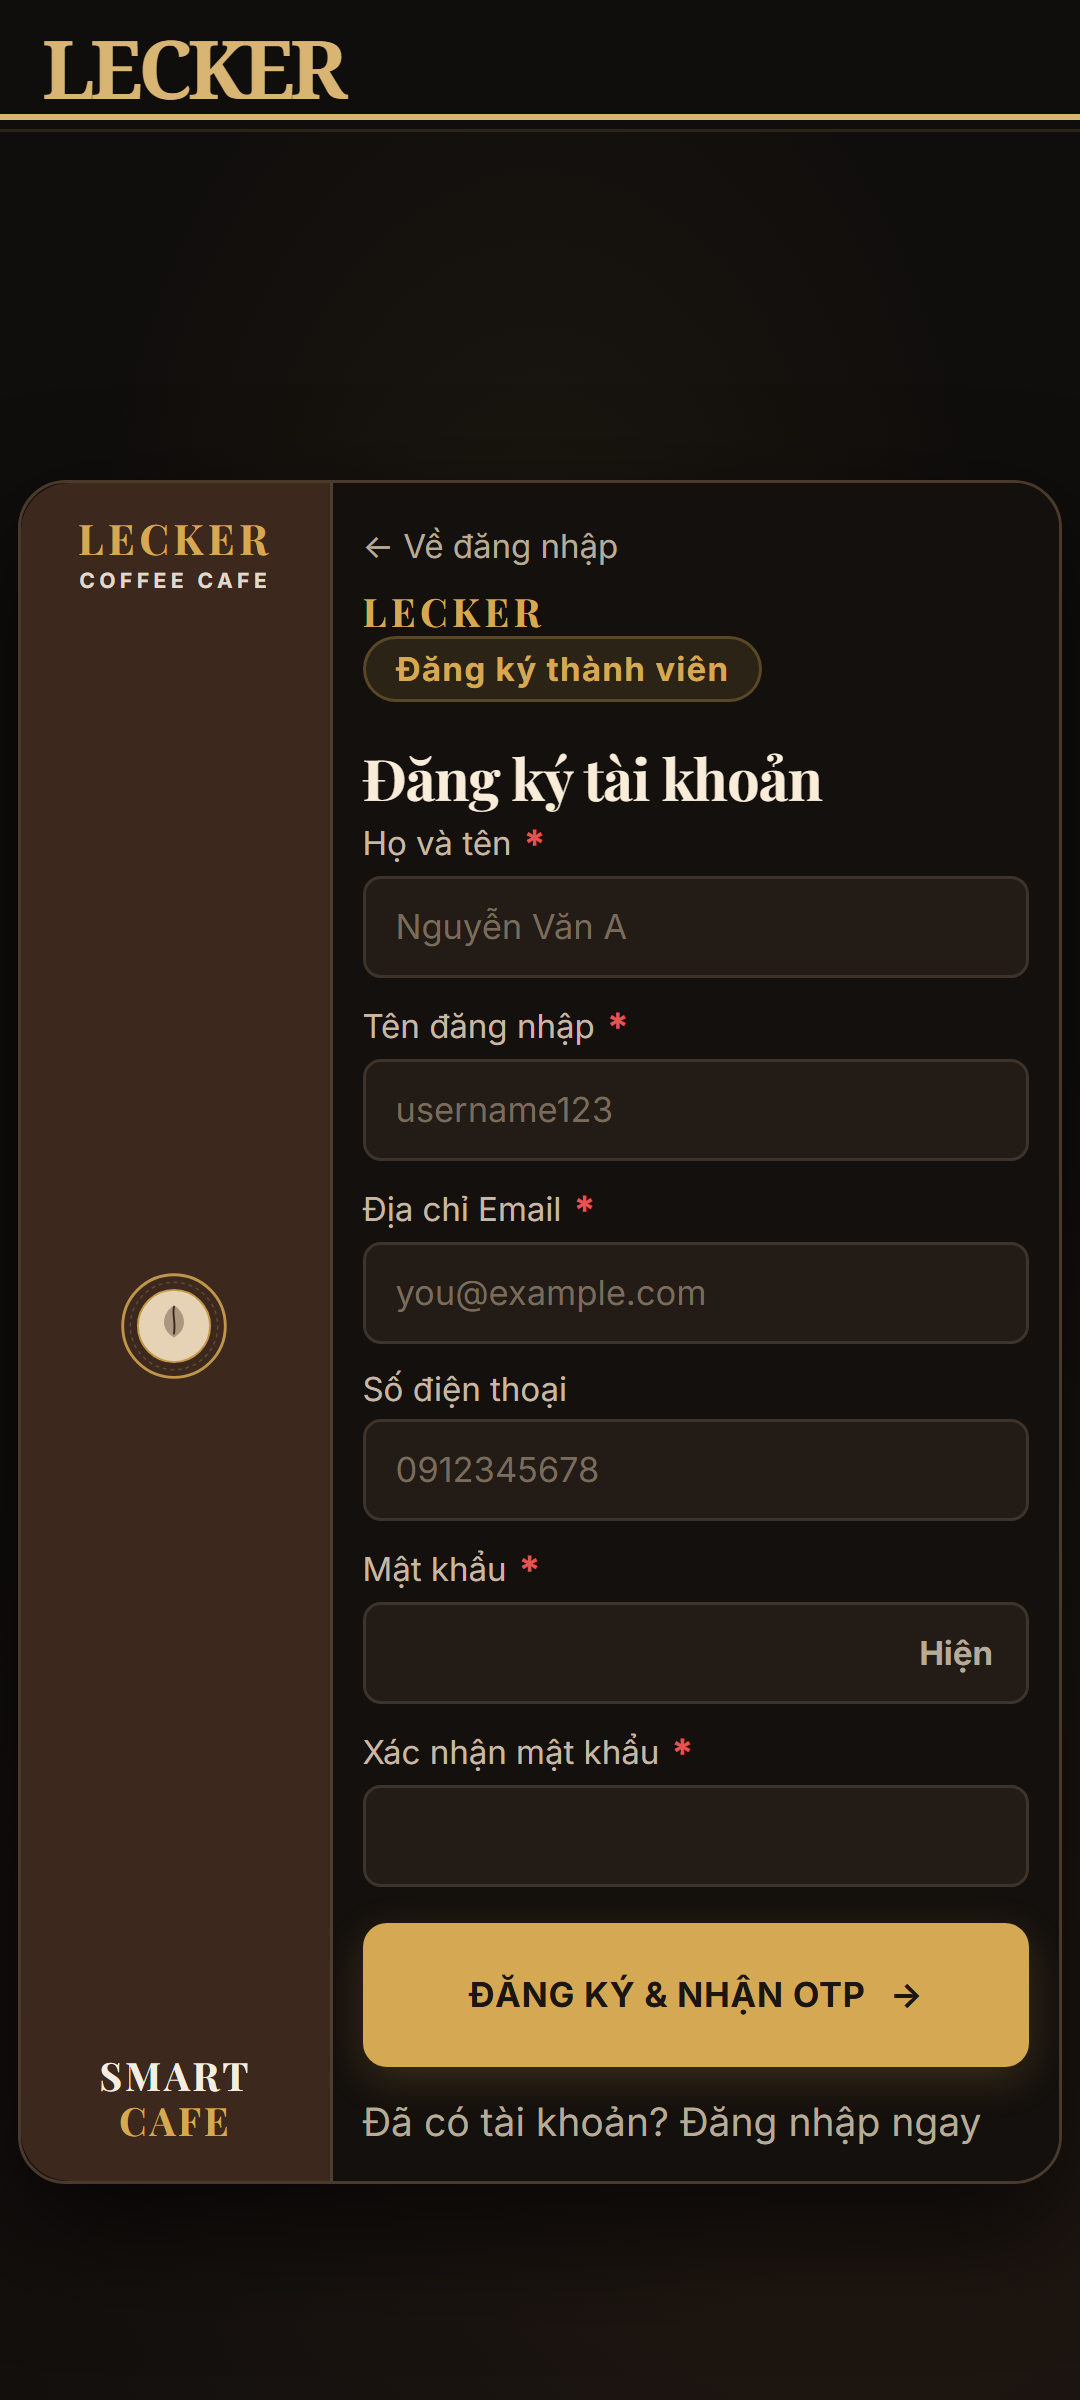 LECKER
LECKER
COFFEE CAFE
SMART
CAFE
← Về đăng nhập
LECKER
Đăng ký thành viên
Đăng ký tài khoản
Họ và tên *
Nguyễn Văn A
Tên đăng nhập *
username123
Địa chỉ Email *
you@example.com
Số điện thoại
0912345678
Mật khẩu *
Hiện
Xác nhận mật khẩu *
ĐĂNG KÝ & NHẬN OTP →
Đã có tài khoản? Đăng nhập ngay